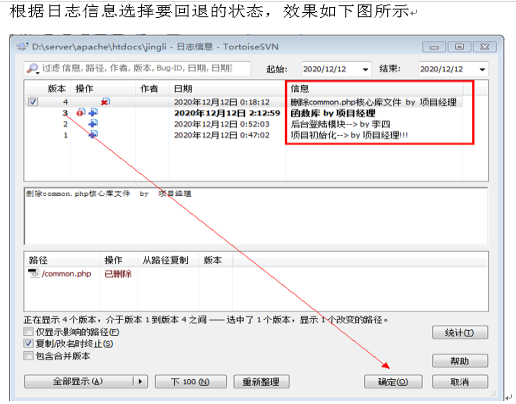 根据日志信息选择要回退的状态，效果如下图所示
D:\server\apache\htdocs\jingli - 日志信息 - TortoiseSVN
过滤 信息, 路径, 作者, 版本, Bug-ID, 日期, 日期: 起始: 2020/12/12 结束: 2020/12/12
版本 操作 作者 日期 信息
4 2020年12月12日 0:18:12 删除common.php核心库文件 by 项目经理
3 2020年12月12日 2:12:59 函数库 by 项目经理
2 2020年12月12日 0:52:03 后台登陆模块--> by 李四
1 2020年12月12日 0:47:02 项目初始化--> by 项目经理!!!
删除common.php核心库文件 by 项目经理
路径 操作 从路径复制 版本
/common.php 已删除
正在显示 4 个版本，介于版本 1 到版本 4 之间 —— 选中了 1 个版本，显示 1 个改变的路径。
仅显示影响的路径(F)
复制/改名时终止(S) 统计(T)
包含合并版本 帮助
全部显示(A) 下 100 (N) 重新整理 确定(O) 取消